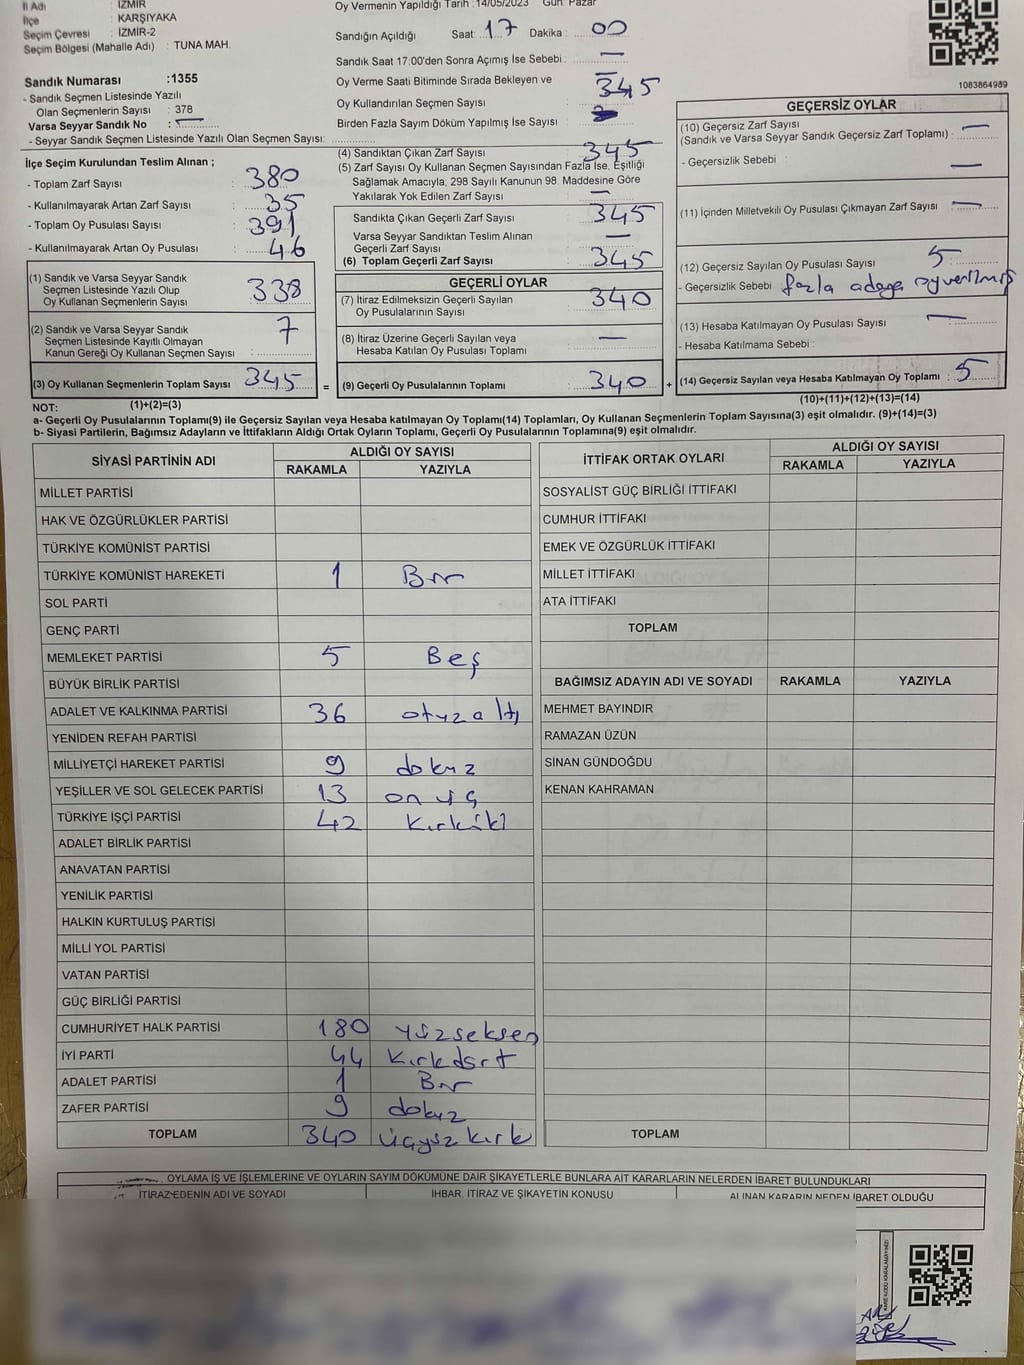 İl Adı : İZMİR
İlçe : KARŞIYAKA
Seçim Çevresi : İZMİR-2
Seçim Bölgesi (Mahalle Adı) : TUNA MAH.
Sandık Numarası :1355
- Sandık Seçmen Listesinde Yazılı
Olan Seçmenlerin Sayısı : 378
Varsa Seyyar Sandık No : —
- Seyyar Sandık Seçmen Listesinde Yazılı Olan Seçmen Sayısı:
İlçe Seçim Kurulundan Teslim Alınan ;
- Toplam Zarf Sayısı : 380
- Kullanılmayarak Artan Zarf Sayısı : 35
- Toplam Oy Pusulası Sayısı : 391
- Kullanılmayarak Artan Oy Pusulası : 46
(1) Sandık ve Varsa Seyyar Sandık
Seçmen Listesinde Yazılı Olup
Oy Kullanan Seçmenlerin Sayısı 338
(2) Sandık ve Varsa Seyyar Sandık
Seçmen Listesinde Kayıtlı Olmayan
Kanun Gereği Oy Kullanan Seçmen Sayısı : 7
(3) Oy Kullanan Seçmenlerin Toplam Sayısı 345
(1)+(2)=(3)
Oy Vermenin Yapıldığı Tarih : 14/05/2023 Gün: Pazar
Sandığın Açıldığı Saat: 17 Dakika : 00
Sandık Saat 17:00'den Sonra Açımış İse Sebebi : —
Oy Verme Saati Bitiminde Sırada Bekleyen ve —
Oy Kullandırılan Seçmen Sayısı : 345
Birden Fazla Sayım Döküm Yapılmış İse Sayısı :
(4) Sandıktan Çıkan Zarf Sayısı : 345
(5) Zarf Sayısı Oy Kullanan Seçmen Sayısından Fazla İse, Eşitliği
Sağlamak Amacıyla, 298 Sayılı Kanunun 98. Maddesine Göre
Yakılarak Yok Edilen Zarf Sayısı : —
Sandıkta Çıkan Geçerli Zarf Sayısı : 345
Varsa Seyyar Sandıktan Teslim Alınan
Geçerli Zarf Sayısı : —
(6) Toplam Geçerli Zarf Sayısı : 345
GEÇERLİ OYLAR
(7) İtiraz Edilmeksizin Geçerli Sayılan
Oy Pusulalarının Sayısı : 340
(8) İtiraz Üzerine Geçerli Sayılan veya
Hesaba Katılan Oy Pusulası Toplamı : —
= (9) Geçerli Oy Pusulalarının Toplamı : 340
1083864989
GEÇERSİZ OYLAR
(10) Geçersiz Zarf Sayısı
(Sandık ve Varsa Seyyar Sandık Geçersiz Zarf Toplamı) : —
- Geçersizlik Sebebi : —
(11) İçinden Milletvekili Oy Pusulası Çıkmayan Zarf Sayısı : —
(12) Geçersiz Sayılan Oy Pusulası Sayısı : 5
- Geçersizlik Sebebi fazla adaya oy verilmiş
(13) Hesaba Katılmayan Oy Pusulası Sayısı : —
- Hesaba Katılmama Sebebi :
+ (14) Geçersiz Sayılan veya Hesaba Katılmayan Oy Toplamı : 5
(10)+(11)+(12)+(13)=(14)
NOT:
a- Geçerli Oy Pusulalarının Toplamı(9) ile Geçersiz Sayılan veya Hesaba katılmayan Oy Toplamı(14) Toplamları, Oy Kullanan Seçmenlerin Toplam Sayısına(3) eşit olmalıdır. (9)+(14)=(3)
b- Siyasi Partilerin, Bağımsız Adayların ve İttifakların Aldığı Ortak Oyların Toplamı, Geçerli Oy Pusulalarının Toplamına(9) eşit olmalıdır.
SİYASİ PARTİNİN ADI ALDIĞI OY SAYISI
RAKAMLA YAZIYLA
MİLLET PARTİSİ
HAK VE ÖZGÜRLÜKLER PARTİSİ
TÜRKİYE KOMÜNİST PARTİSİ
TÜRKİYE KOMÜNİST HAREKETİ 1 Bir
SOL PARTİ
GENÇ PARTİ
MEMLEKET PARTİSİ 5 Beş
BÜYÜK BİRLİK PARTİSİ
ADALET VE KALKINMA PARTİSİ 36 otuz altı
YENİDEN REFAH PARTİSİ
MİLLİYETÇİ HAREKET PARTİSİ 9 dokuz
YEŞİLLER VE SOL GELECEK PARTİSİ 13 on üç
TÜRKİYE İŞÇİ PARTİSİ 42 Kırkiki
ADALET BİRLİK PARTİSİ
ANAVATAN PARTİSİ
YENİLİK PARTİSİ
HALKIN KURTULUŞ PARTİSİ
MİLLİ YOL PARTİSİ
VATAN PARTİSİ
GÜÇ BİRLİĞİ PARTİSİ
CUMHURİYET HALK PARTİSİ 180 yüzseksen
İYİ PARTİ 44 Kırkdört
ADALET PARTİSİ 1 Bir
ZAFER PARTİSİ 9 dokuz
TOPLAM 340 üçyüz kırk
İTTİFAK ORTAK OYLARI ALDIĞI OY SAYISI
RAKAMLA YAZIYLA
SOSYALİST GÜÇ BİRLİĞİ İTTİFAKI
CUMHUR İTTİFAKI
EMEK VE ÖZGÜRLÜK İTTİFAKI
MİLLET İTTİFAKI
ATA İTTİFAKI
TOPLAM
BAĞIMSIZ ADAYIN ADI VE SOYADI RAKAMLA YAZIYLA
MEHMET BAYINDIR
RAMAZAN ÜZÜN
SİNAN GÜNDOĞDU
KENAN KAHRAMAN
TOPLAM
OYLAMA İŞ VE İŞLEMLERİNE VE OYLARIN SAYIM DÖKÜMÜNE DAİR ŞİKAYETLERLE BUNLARA AİT KARARLARIN NELERDEN İBARET BULUNDUKLARI
İTİRAZ EDENİN ADI VE SOYADI İHBAR, İTİRAZ VE ŞİKAYETİN KONUSU ALINAN KARARIN NEDEN İBARET OLDUĞU